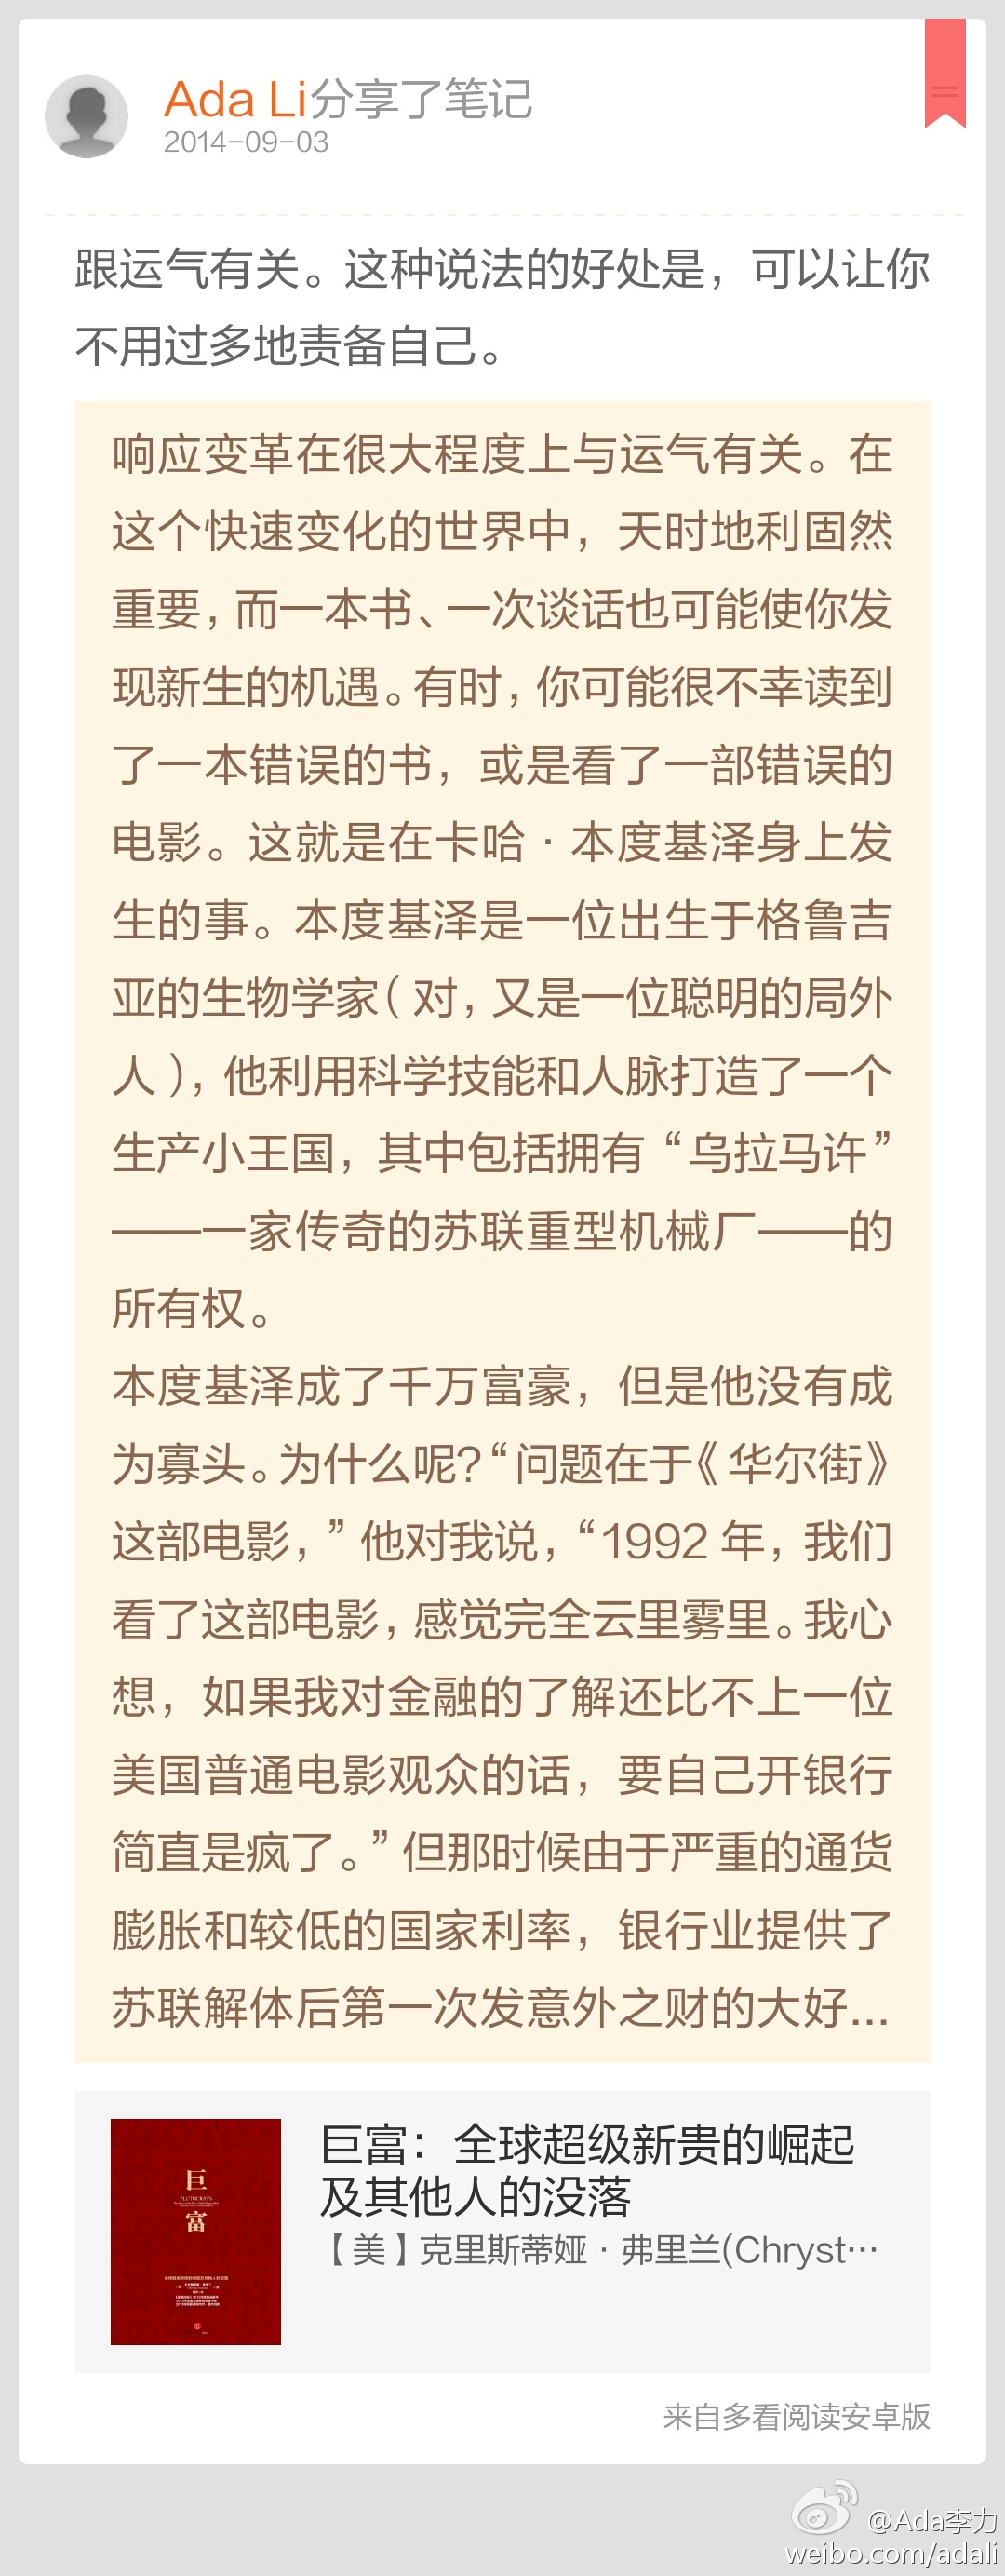 Ada Li分享了笔记
2014-09-03
跟运气有关。这种说法的好处是，可以让你
不用过多地责备自己。
响应变革在很大程度上与运气有关。在
这个快速变化的世界中，天时地利固然
重要，而一本书、一次谈话也可能使你发
现新生的机遇。有时，你可能很不幸读到
了一本错误的书，或是看了一部错误的
电影。这就是在卡哈·本度基泽身上发
生的事。本度基泽是一位出生于格鲁吉
亚的生物学家（对，又是一位聪明的局外
人），他利用科学技能和人脉打造了一个
生产小王国，其中包括拥有“乌拉马许”
——一家传奇的苏联重型机械厂——的
所有权。
本度基泽成了千万富豪，但是他没有成
为寡头。为什么呢？“问题在于《华尔街》
这部电影，”他对我说，“1992 年，我们
看了这部电影，感觉完全云里雾里。我心
想，如果我对金融的了解还比不上一位
美国普通电影观众的话，要自己开银行
简直是疯了。”但那时候由于严重的通货
膨胀和较低的国家利率，银行业提供了
苏联解体后第一次发意外之财的大好...
巨
PLUTOCRATS
富
巨富：全球超级新贵的崛起
及其他人的没落
【美】克里斯蒂娅·弗里兰(Chryst…
来自多看阅读安卓版
@Ada李力
weibo.com/adali